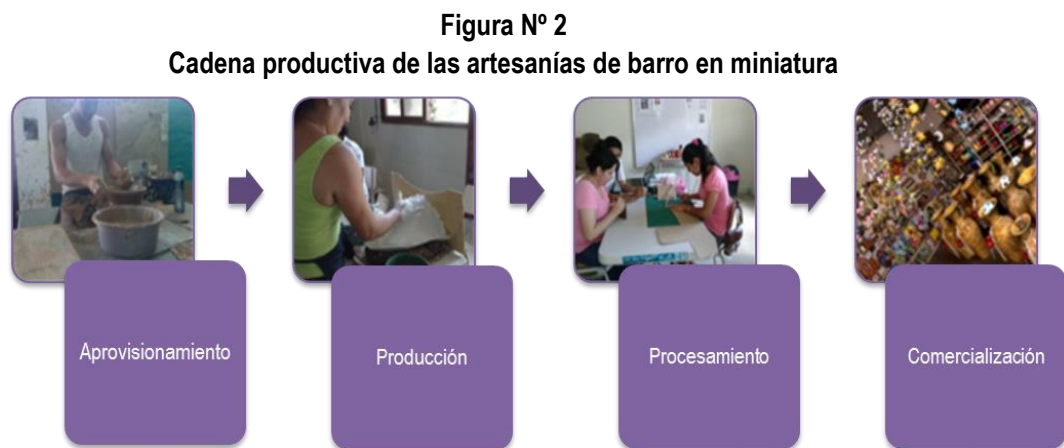 Figura Nº 2
Cadena productiva de las artesanías de barro en miniatura
Aprovisionamiento
Producción
Procesamiento
Comercialización